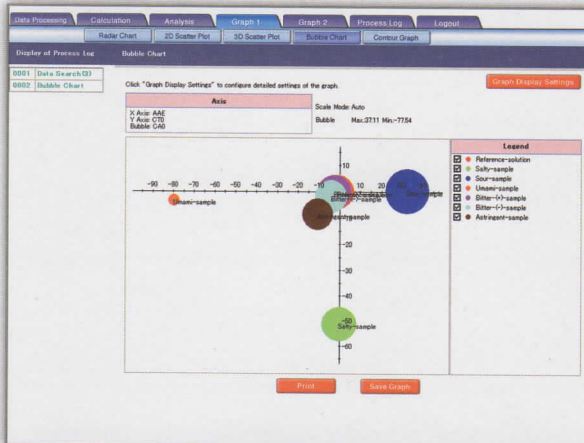 Data Processing Calculation Analysis Graph 1 Graph 2 Process Log Logout
Radar Chart 2D Scatter Plot 3D Scatter Plot Bubble Chart Contour Graph
Display of Process Log Bubble Chart
0001 Data Search(3)
0002 Bubble Chart
Click "Graph Display Settings" to configure detailed settings of the graph.
Graph Display Settings
Axis
X Axis: AAE
Y Axis: CT0
Bubble: CA0
Scale Mode: Auto
Bubble Max:37.11 Min:-77.54
Legend
Reference-solution
Salty-sample
Sour-sample
Umami-sample
Bitter-(+)-sample
Bitter-(-)-sample
Astringent-sample
10
-90 -80 -70 -60 -50 -40 -30 -20 -10 10 20 30
Umami-sample
Bitter-(-)-sample
Astringent-sample
-20
-30
-40
-50
Salty-sample
-60
Print Save Graph